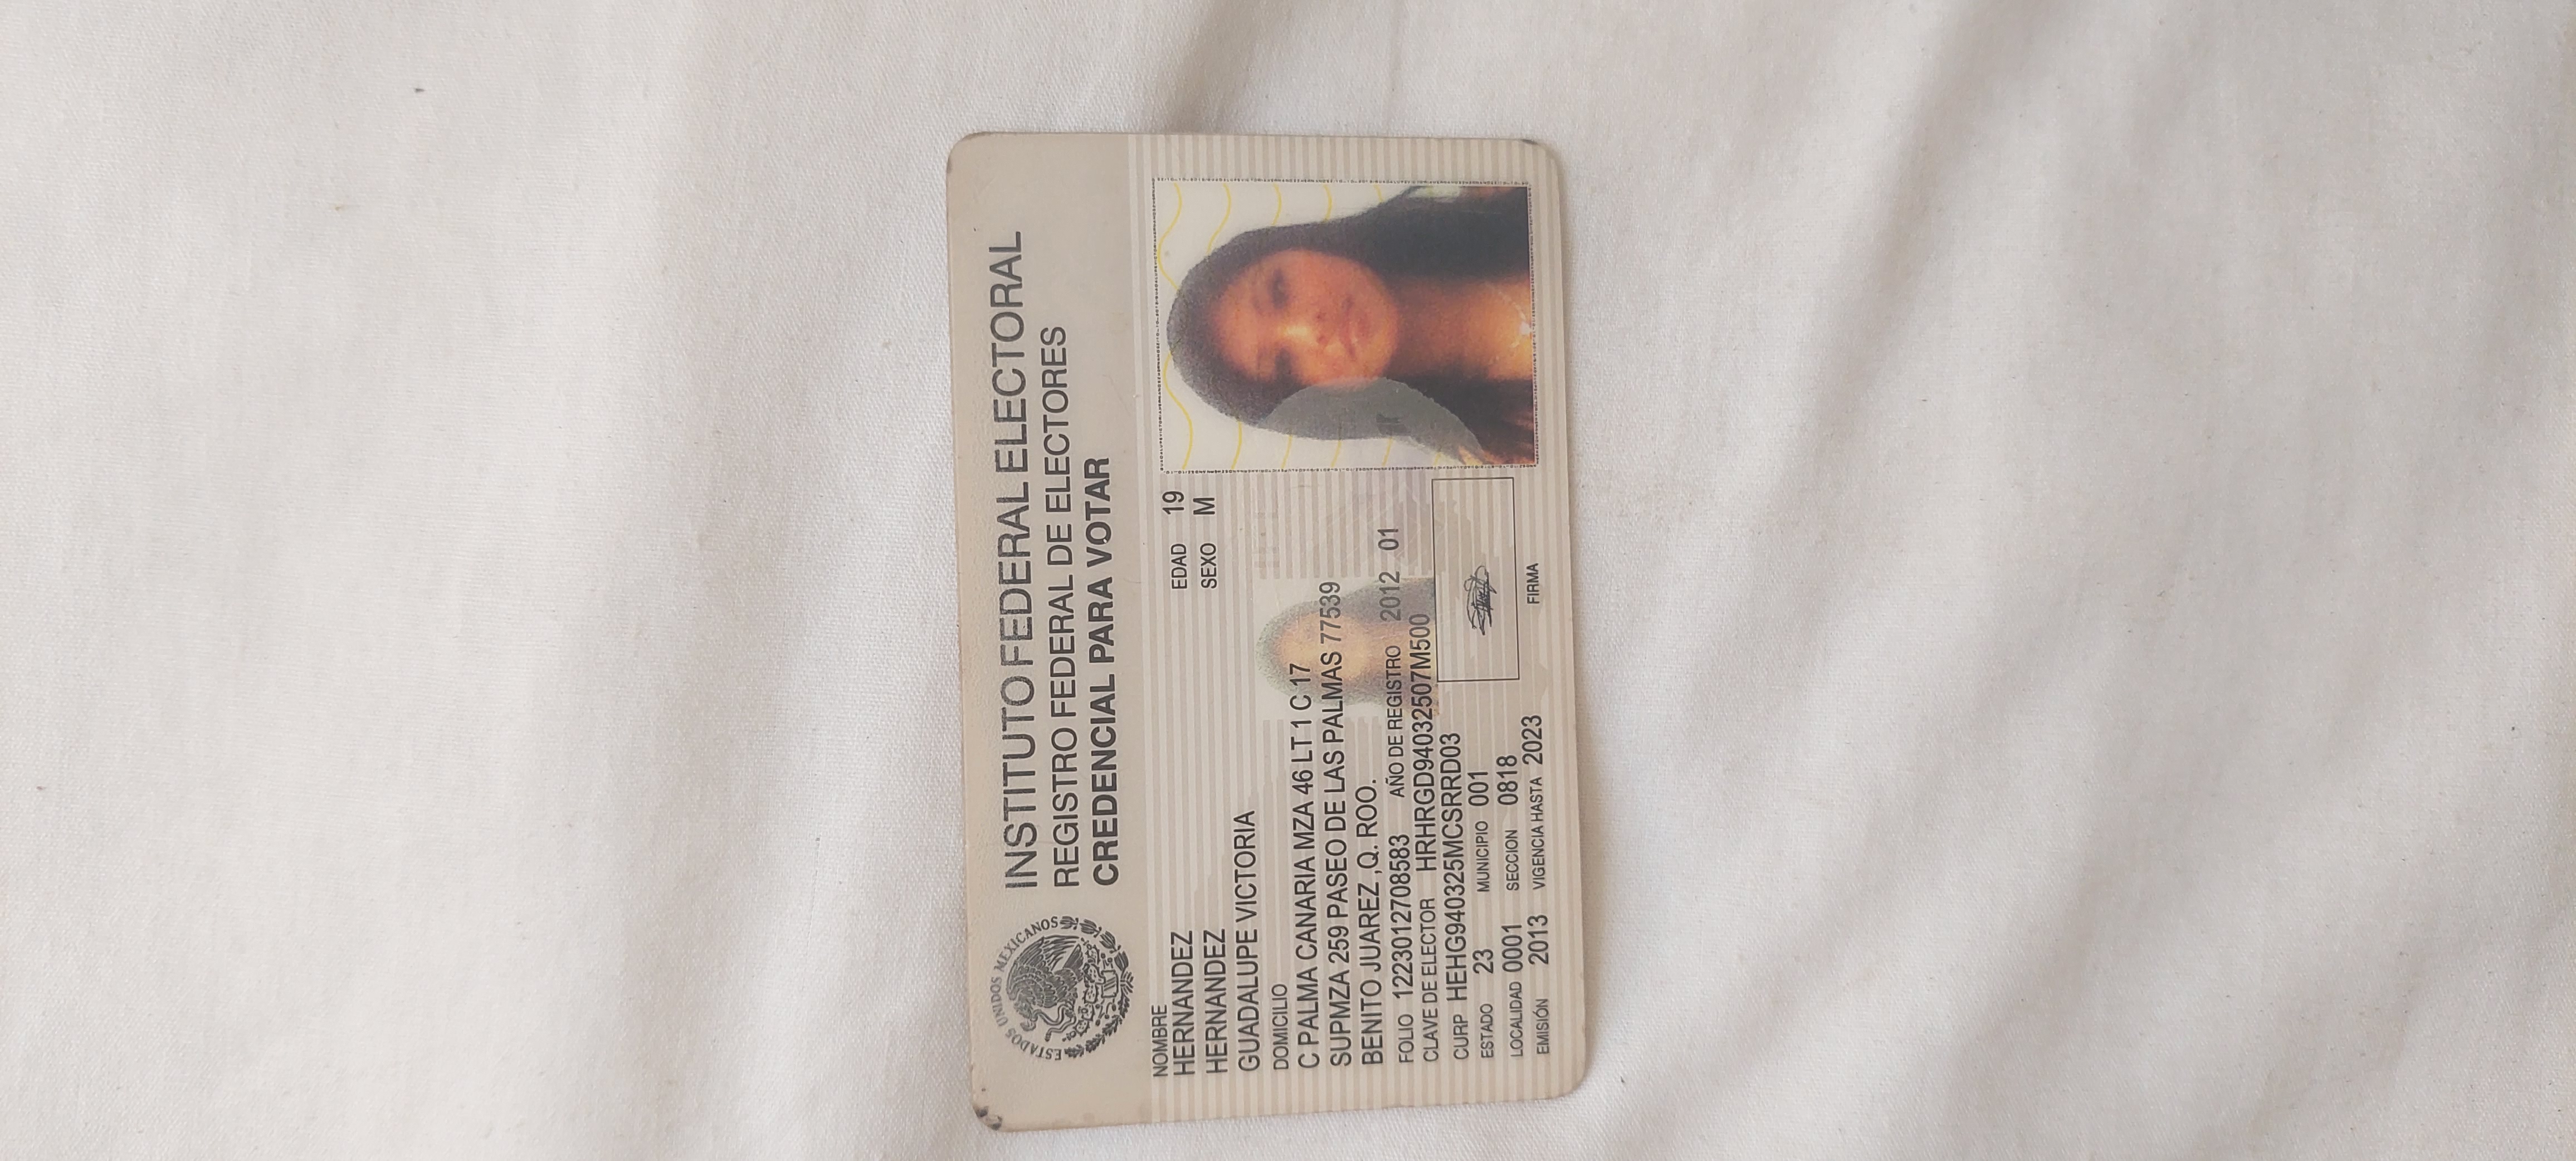 ESTADOS UNIDOS MEXICANOS
INSTITUTO FEDERAL ELECTORAL
REGISTRO FEDERAL DE ELECTORES
CREDENCIAL PARA VOTAR
NOMBRE
HERNANDEZ
HERNANDEZ
GUADALUPE VICTORIA
EDAD 19
SEXO M
DOMICILIO
C PALMA CANARIA MZA 46 LT 1 C 17
SUPMZA 259 PASEO DE LAS PALMAS 77539
BENITO JUAREZ ,Q. ROO.
FOLIO 1223012708583 AÑO DE REGISTRO 2012 01
CLAVE DE ELECTOR HRHRGD94032507M500
CURP HEHG940325MCSRRD03
ESTADO 23 MUNICIPIO 001
LOCALIDAD 0001 SECCION 0818
EMISIÓN 2013 VIGENCIA HASTA 2023
FIRMA